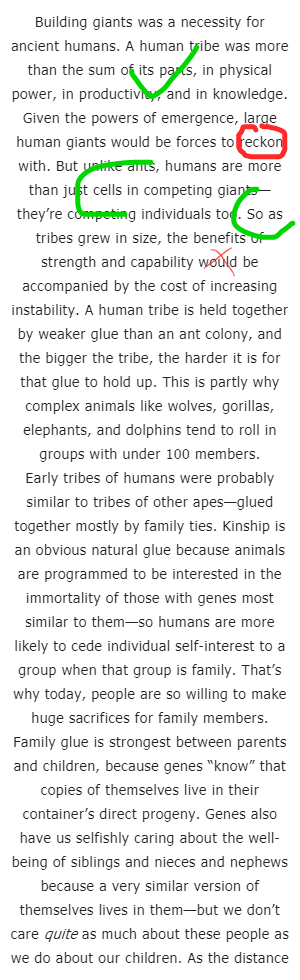 Building giants was a necessity for
ancient humans. A human tribe was more
than the sum of its parts, in physical
power, in productivity, and in knowledge.
Given the powers of emergence, large
human giants would be forces to reckon
with. But unlike ants, humans are more
than just cells in competing giants—
they're competing individuals too. So as
tribes grew in size, the benefits of
strength and capability would be
accompanied by the cost of increasing
instability. A human tribe is held together
by weaker glue than an ant colony, and
the bigger the tribe, the harder it is for
that glue to hold up. This is partly why
complex animals like wolves, gorillas,
elephants, and dolphins tend to roll in
groups with under 100 members.
Early tribes of humans were probably
similar to tribes of other apes—glued
together mostly by family ties. Kinship is
an obvious natural glue because animals
are programmed to be interested in the
immortality of those with genes most
similar to them—so humans are more
likely to cede individual self-interest to a
group when that group is family. That's
why today, people are so willing to make
huge sacrifices for family members.
Family glue is strongest between parents
and children, because genes “know” that
copies of themselves live in their
container's direct progeny. Genes also
have us selfishly caring about the well-
being of siblings and nieces and nephews
because a very similar version of
themselves lives in them—but we don't
care quite as much about these people as
we do about our children. As the distance